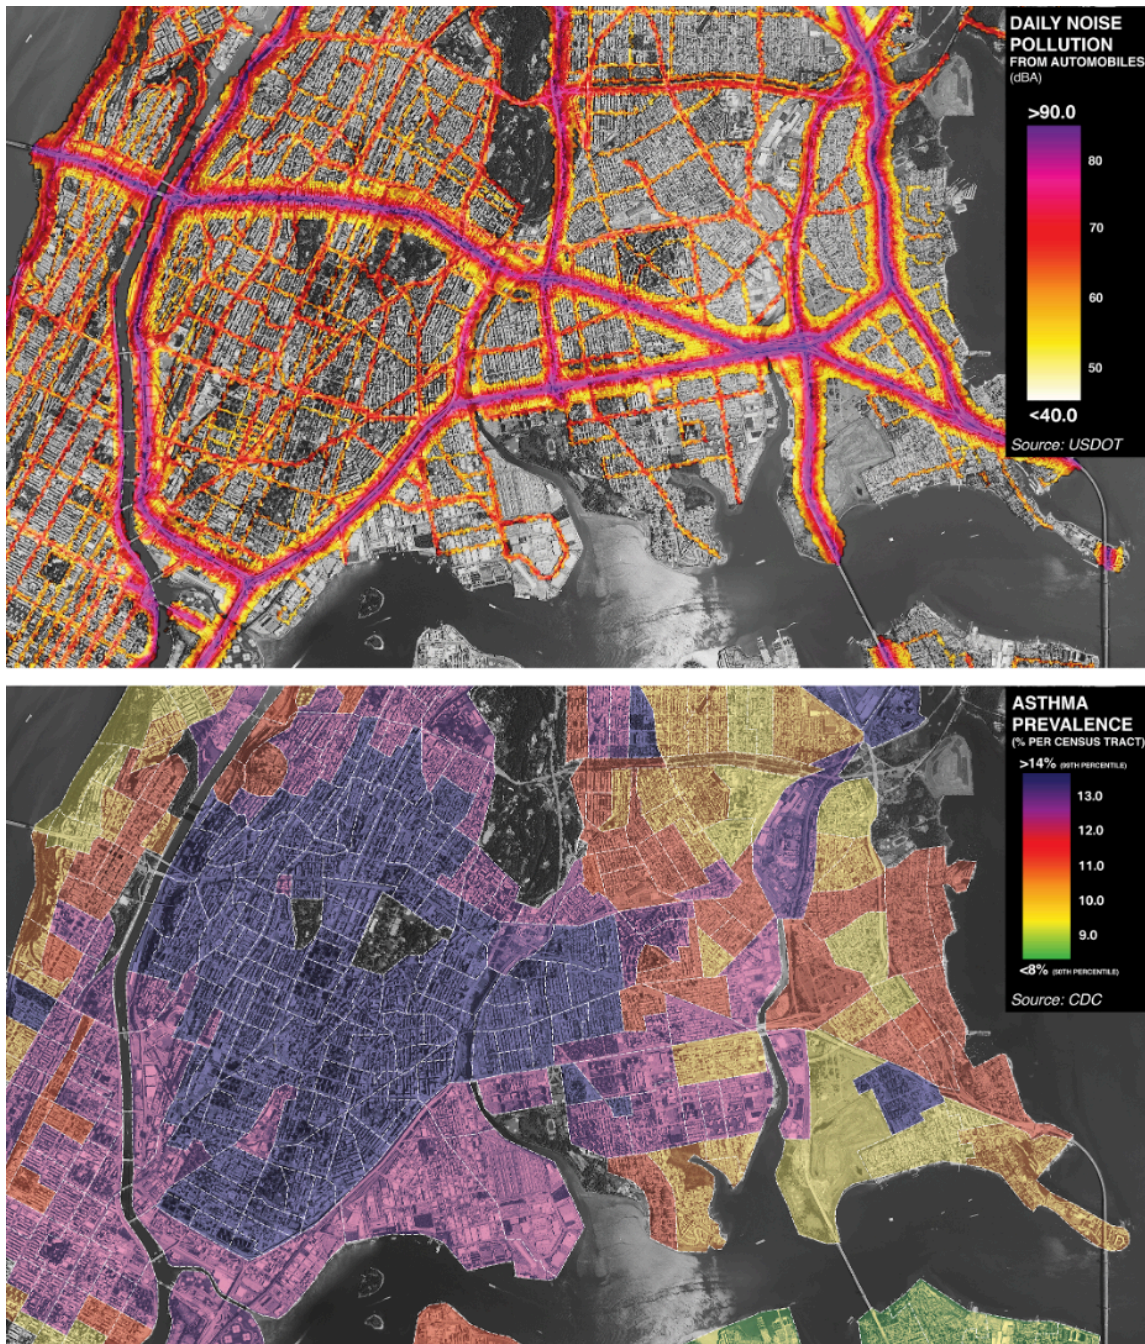 DAILY NOISE
POLLUTION
FROM AUTOMOBILES
(dBA)
>90.0
80
70
60
50
<40.0
Source: USDOT
ASTHMA
PREVALENCE
(% PER CENSUS TRACT)
>14% (99TH PERCENTILE)
13.0
12.0
11.0
10.0
9.0
<8% (50TH PERCENTILE)
Source: CDC